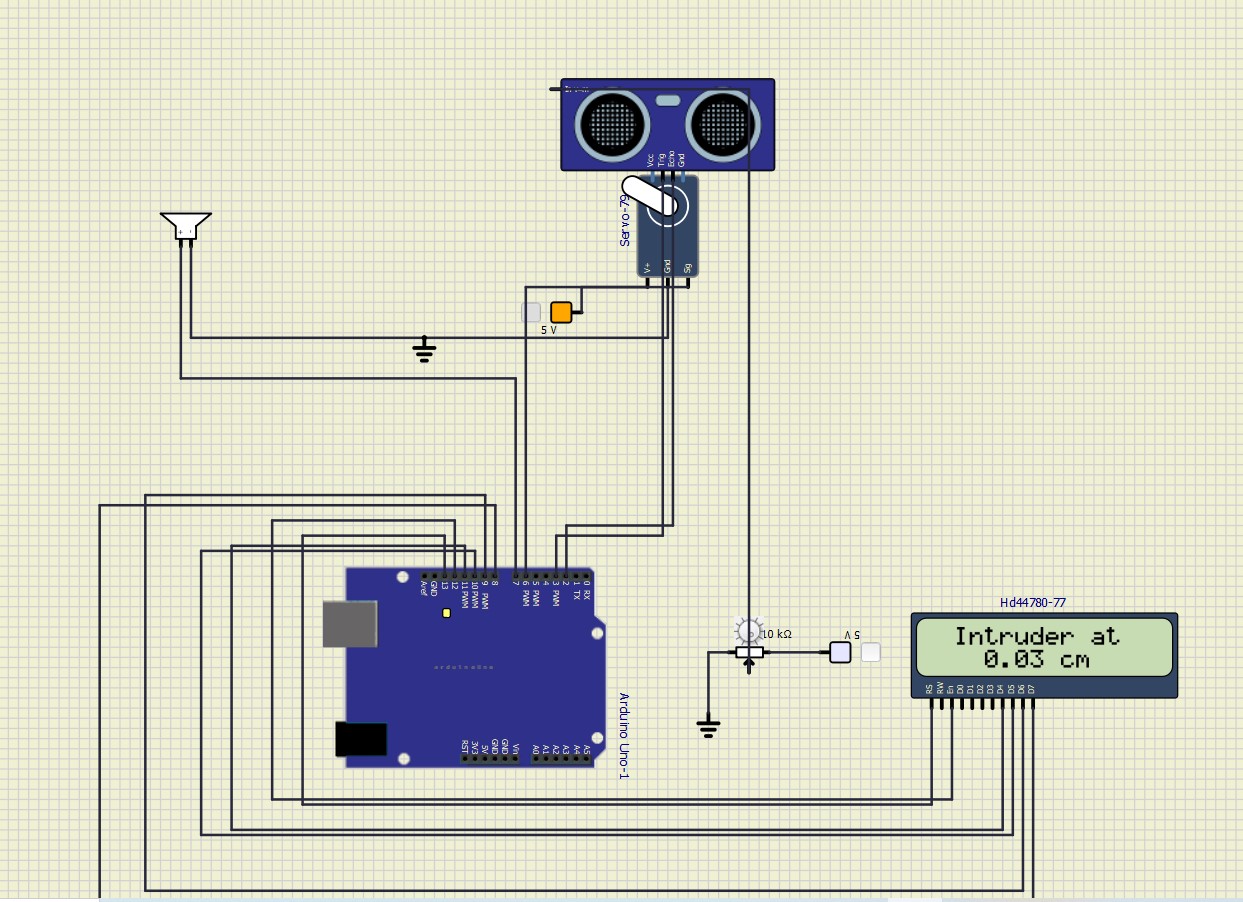 Vcc
Trig
Echo
Gnd
Servo-79
V+
Gnd
Sig
5 V
+
-
Aref
GND
13
12
11 PWM
10 PWM
9 PWM
8
7
6 PWM
5 PWM
4
3 PWM
2
1 TX
0 RX
arduino
Arduino Uno-1
RST
3V3
5V
GND
GND
Vin
A0
A1
A2
A3
A4
A5
10 kΩ
5 V
Hd44780-77
Intruder at
0.03 cm
RS
RW
En
D0
D1
D2
D3
D4
D5
D6
D7